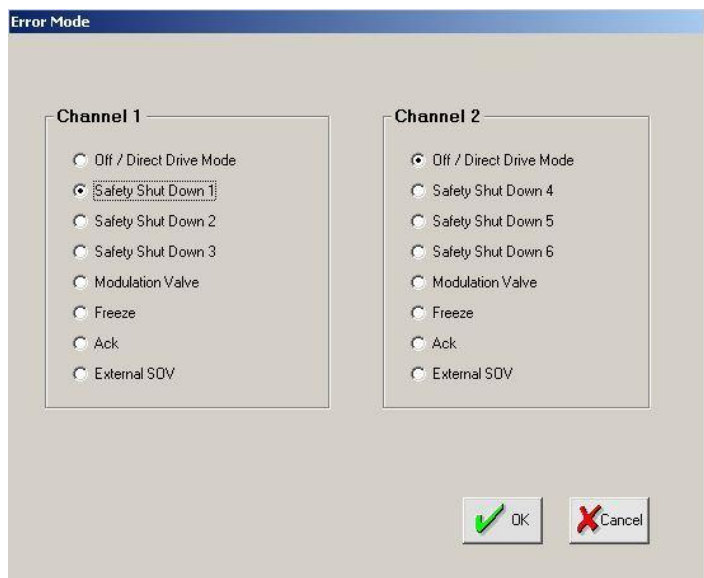 Error Mode
Channel 1
Off / Direct Drive Mode
Safety Shut Down 1
Safety Shut Down 2
Safety Shut Down 3
Modulation Valve
Freeze
Ack
External SOV
Channel 2
Off / Direct Drive Mode
Safety Shut Down 4
Safety Shut Down 5
Safety Shut Down 6
Modulation Valve
Freeze
Ack
External SOV
OK
Cancel